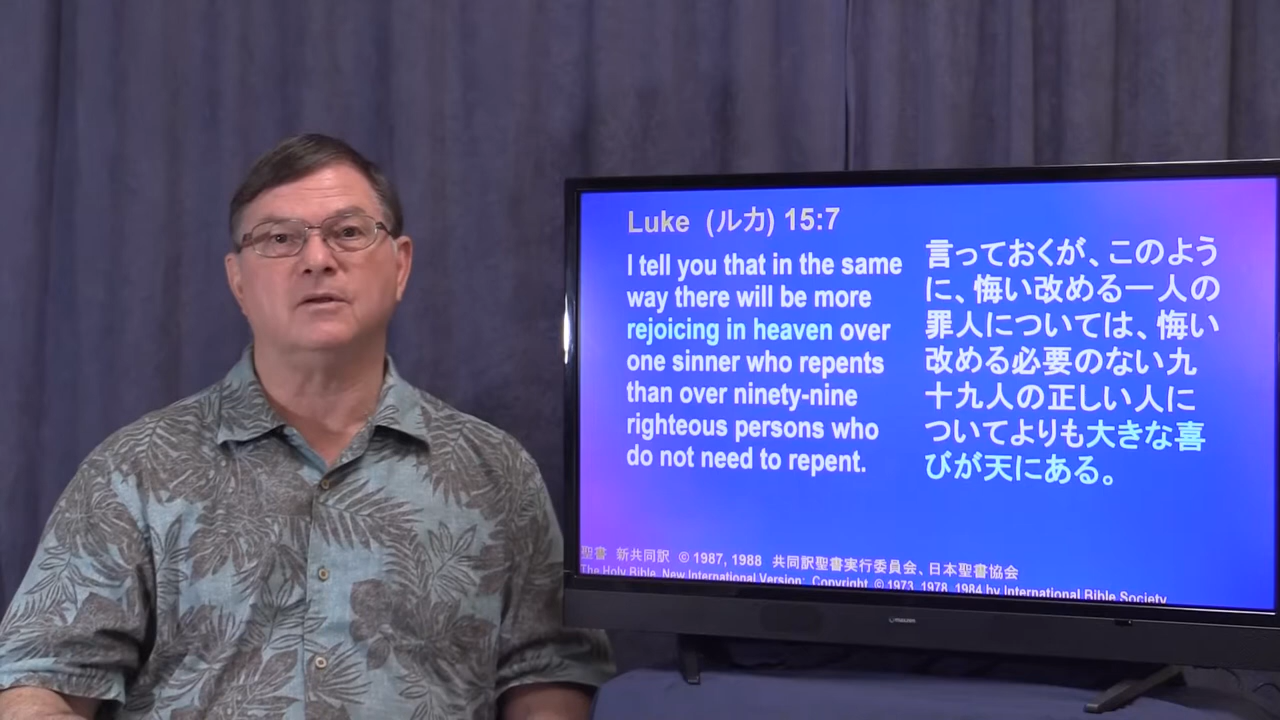 Luke (ルカ) 15:7
I tell you that in the same
way there will be more
rejoicing in heaven over
one sinner who repents
than over ninety-nine
righteous persons who
do not need to repent.
言っておくが、このよう
に、悔い改める一人の
罪人については、悔い
改める必要のない九
十九人の正しい人に
ついてよりも大きな喜
びが天にある。
聖書 新共同訳 © 1987, 1988 共同訳聖書実行委員会、日本聖書協会
The Holy Bible, New International Version: Copyright © 1973, 1978, 1984 by International Bible Society